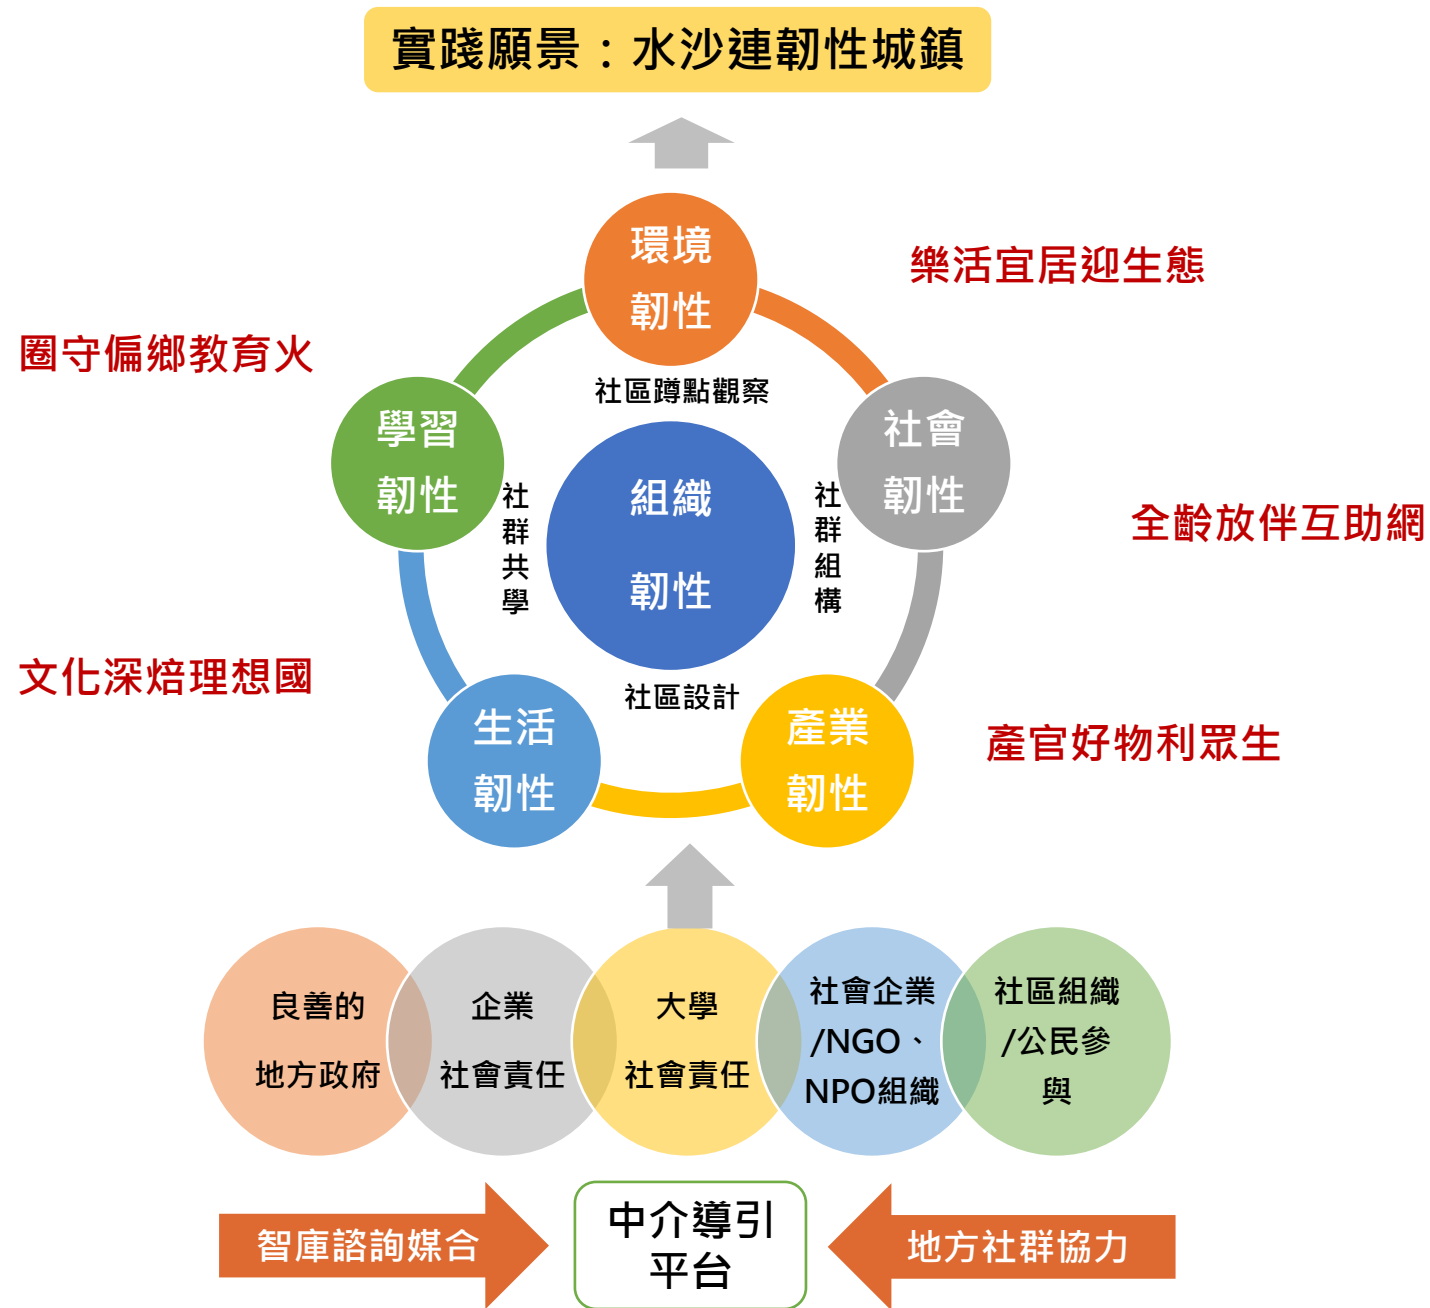 實踐願景：水沙連韌性城鎮
環境
韌性
樂活宜居迎生態
圈守偏鄉教育火
社區蹲點觀察
學習
韌性
社會
韌性
組織
韌性
社群共學
社群組構
全齡放伴互助網
文化深焙理想國
社區設計
生活
韌性
產業
韌性
產官好物利眾生
良善的
地方政府
企業
社會責任
大學
社會責任
社會企業
/NGO、
NPO組織
社區組織
/公民參
與
智庫諮詢媒合
中介導引
平台
地方社群協力